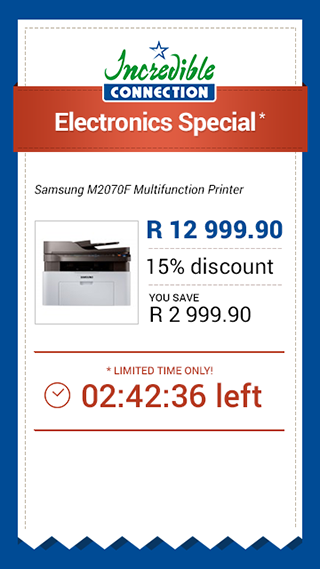 Incredible
CONNECTION
Electronics Special*
Samsung M2070F Multifunction Printer
R 12 999.90
15% discount
YOU SAVE
R 2 999.90
* LIMITED TIME ONLY!
02:42:36 left
SAMSUNG